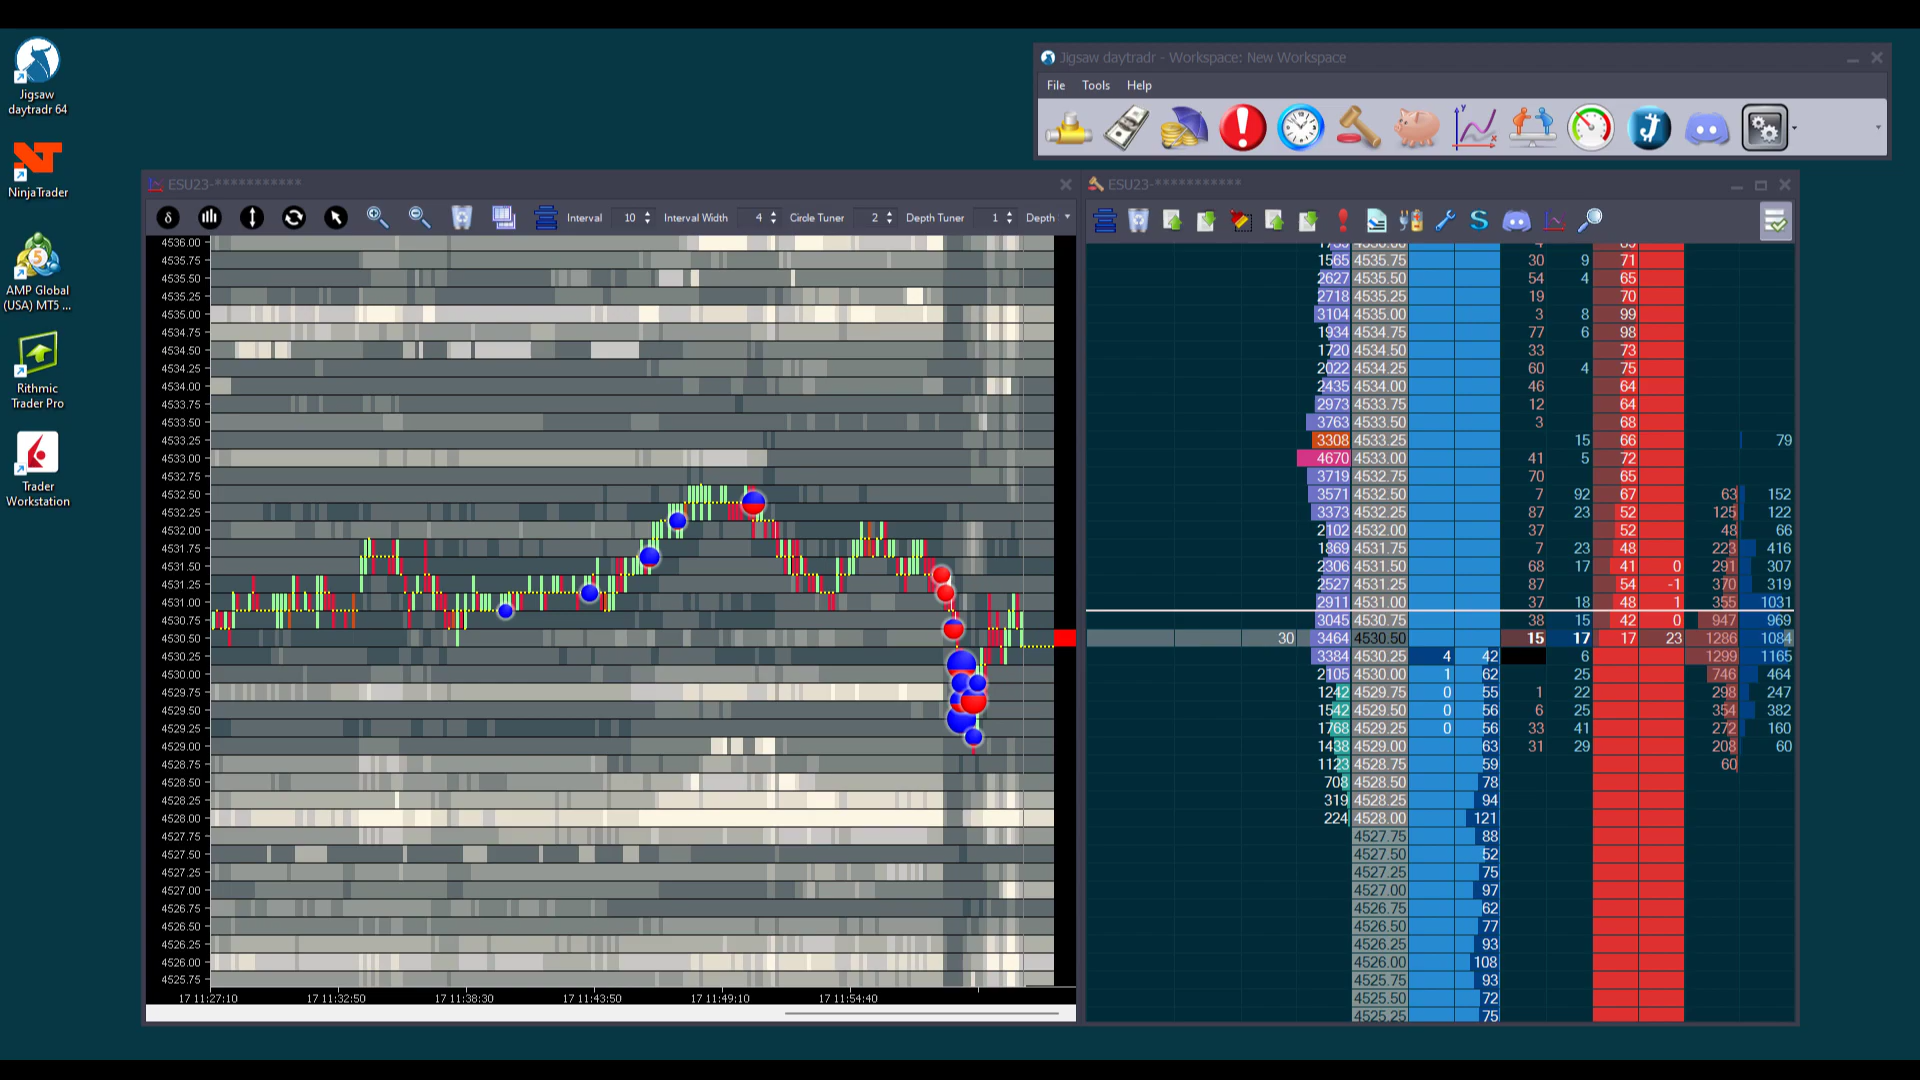 Jigsaw
daytradr 64
NinjaTrader
AMP Global
(USA) MT5 ...
Rithmic
Trader Pro
Trader
Workstation
Jigsaw daytradr - Workspace: New Workspace
File Tools Help
ESU23-***********
Interval 10 Interval Width 4 Circle Tuner 2 Depth Tuner 1 Depth
4536.00
4535.75
4535.50
4535.25
4535.00
4534.75
4534.50
4534.25
4534.00
4533.75
4533.50
4533.25
4533.00
4532.75
4532.50
4532.25
4532.00
4531.75
4531.50
4531.25
4531.00
4530.75
4530.50
4530.25
4530.00
4529.75
4529.50
4529.25
4529.00
4528.75
4528.50
4528.25
4528.00
4527.75
4527.50
4527.25
4527.00
4526.75
4526.50
4526.25
4526.00
4525.75
17 11:27:10 17 11:32:50 17 11:38:30 17 11:43:50 17 11:49:10 17 11:54:40
ESU23-***********
1565 4535.75 30 9 71
2627 4535.50 54 4 65
2718 4535.25 19 70
3104 4535.00 3 8 99
1934 4534.75 77 6 98
1720 4534.50 33 73
2022 4534.25 60 4 75
2435 4534.00 46 64
2973 4533.75 12 64
3763 4533.50 3 68
3308 4533.25 15 66 79
4670 4533.00 41 5 72
3719 4532.75 70 65
3571 4532.50 7 92 67 63 152
3373 4532.25 87 23 52 125 122
2102 4532.00 37 52 48 66
1869 4531.75 7 23 48 223 416
2306 4531.50 68 17 41 0 291 307
2527 4531.25 87 54 -1 370 319
2911 4531.00 37 18 48 1 355 1031
3045 4530.75 38 15 42 0 947 969
30 3464 4530.50 15 17 17 23 1286 1084
3384 4530.25 4 42 6 1299 1165
2105 4530.00 1 62 25 746 464
1242 4529.75 0 55 1 22 298 247
1542 4529.50 0 56 6 25 354 382
1768 4529.25 0 56 33 41 272 160
1438 4529.00 63 31 29 208 60
1123 4528.75 59 60
708 4528.50 78
319 4528.25 94
224 4528.00 121
4527.75 88
4527.50 52
4527.25 75
4527.00 97
4526.75 62
4526.50 77
4526.25 93
4526.00 108
4525.75 93
4525.50 72
4525.25 75